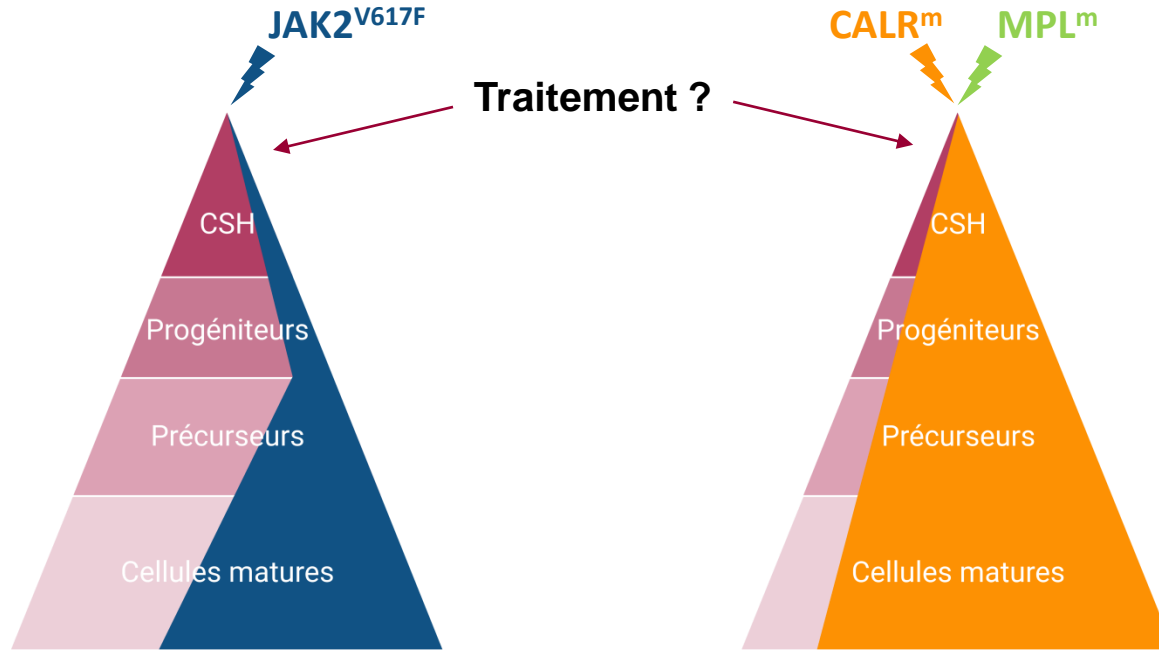 JAK2V617F
CALRm
MPLm
Traitement ?
CSH
Progéniteurs
Précurseurs
Cellules matures
CSH
Progéniteurs
Précurseurs
Cellules matures